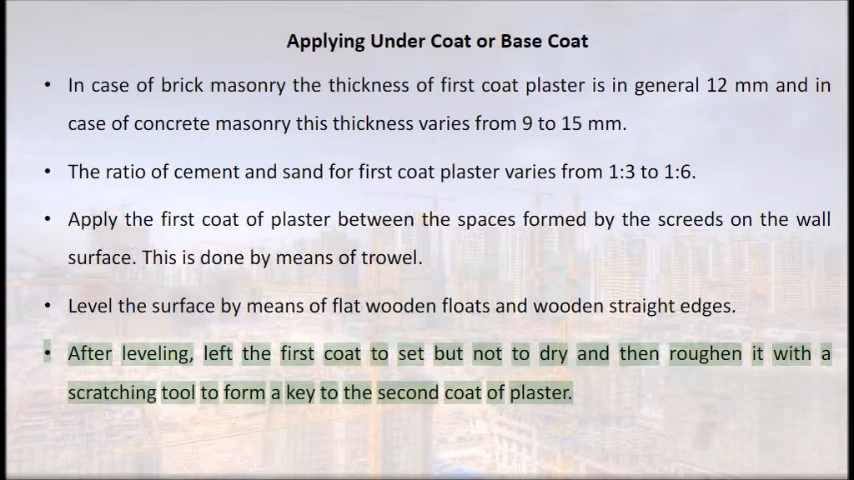 Applying Under Coat or Base Coat
• In case of brick masonry the thickness of first coat plaster is in general 12 mm and in
case of concrete masonry this thickness varies from 9 to 15 mm.
• The ratio of cement and sand for first coat plaster varies from 1:3 to 1:6.
• Apply the first coat of plaster between the spaces formed by the screeds on the wall
surface. This is done by means of trowel.
• Level the surface by means of flat wooden floats and wooden straight edges.
• After leveling, left the first coat to set but not to dry and then roughen it with a
scratching tool to form a key to the second coat of plaster.